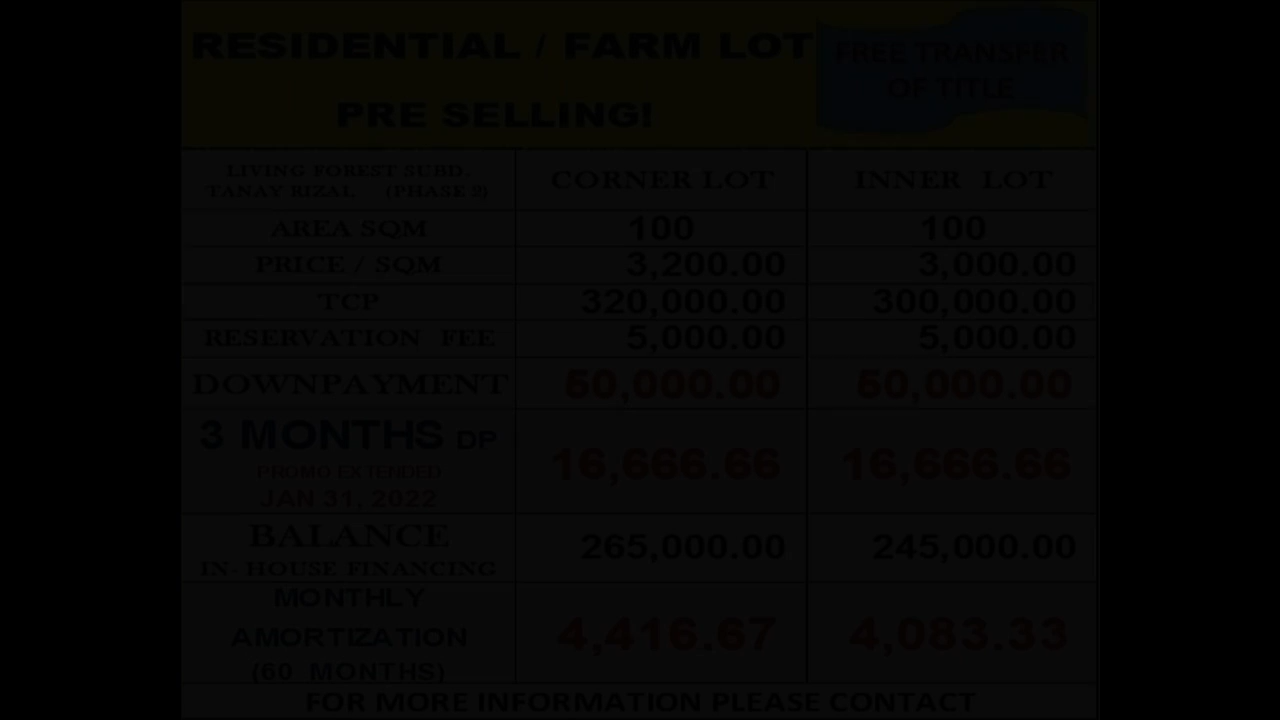 RESIDENTIAL / FARM LOT
PRE SELLING!
FREE TRANSFER
OF TITLE
LIVING FOREST SUBD.
TANAY RIZAL (PHASE 2)
CORNER LOT
INNER LOT
AREA SQM
100
100
PRICE / SQM
3,200.00
3,000.00
TCP
320,000.00
300,000.00
RESERVATION FEE
5,000.00
5,000.00
DOWNPAYMENT
50,000.00
50,000.00
3 MONTHS DP
PROMO EXTENDED
JAN 31, 2022
16,666.66
16,666.66
BALANCE
IN- HOUSE FINANCING
265,000.00
245,000.00
MONTHLY
AMORTIZATION
(60 MONTHS)
4,416.67
4,083.33
FOR MORE INFORMATION PLEASE CONTACT